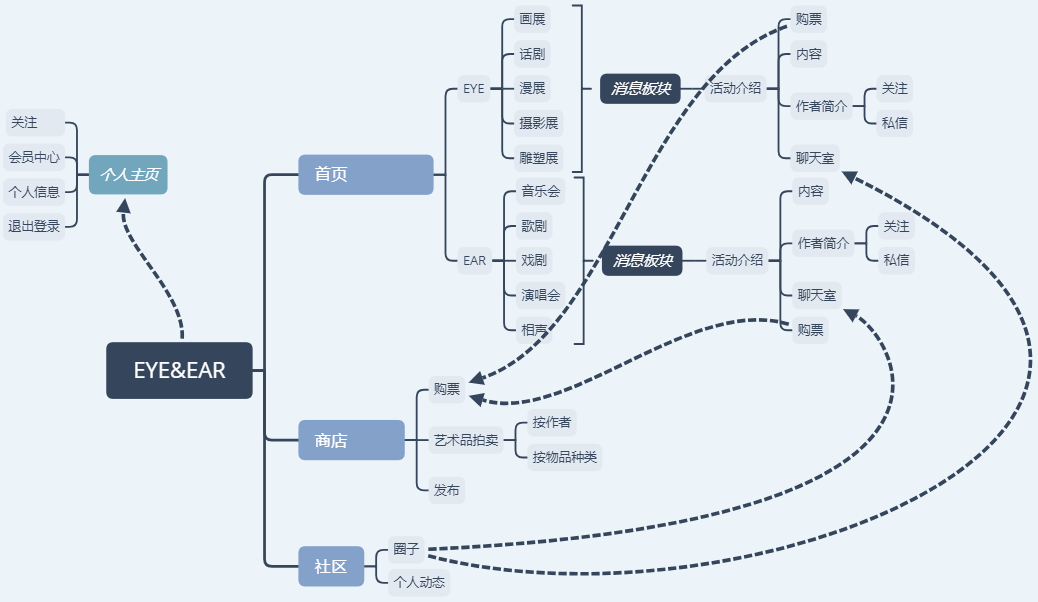 EYE&EAR
个人主页
关注
会员中心
个人信息
退出登录
首页
EYE
画展
话剧
漫展
摄影展
雕塑展
消息板块
活动介绍
购票
内容
作者简介
关注
私信
聊天室
EAR
音乐会
歌剧
戏剧
演唱会
相声
消息板块
活动介绍
内容
作者简介
关注
私信
聊天室
购票
商店
购票
艺术品拍卖
按作者
按物品种类
发布
社区
圈子
个人动态